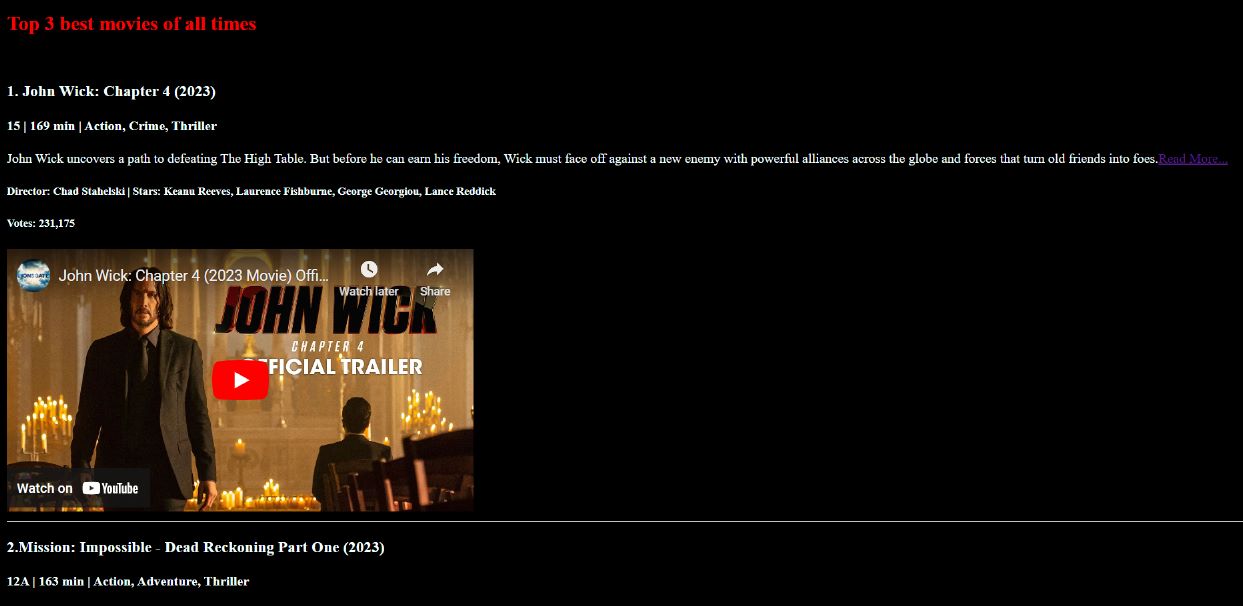 Top 3 best movies of all times
1. John Wick: Chapter 4 (2023)
15 | 169 min | Action, Crime, Thriller
John Wick uncovers a path to defeating The High Table. But before he can earn his freedom, Wick must face off against a new enemy with powerful alliances across the globe and forces that turn old friends into foes.Read More...
Director: Chad Stahelski | Stars: Keanu Reeves, Laurence Fishburne, George Georgiou, Lance Reddick
Votes: 231,175
LIONSGATE
John Wick: Chapter 4 (2023 Movie) Offi...
Watch later
Share
JOHN WICK
CHAPTER 4
OFFICIAL TRAILER
Watch on YouTube
2.Mission: Impossible - Dead Reckoning Part One (2023)
12A | 163 min | Action, Adventure, Thriller